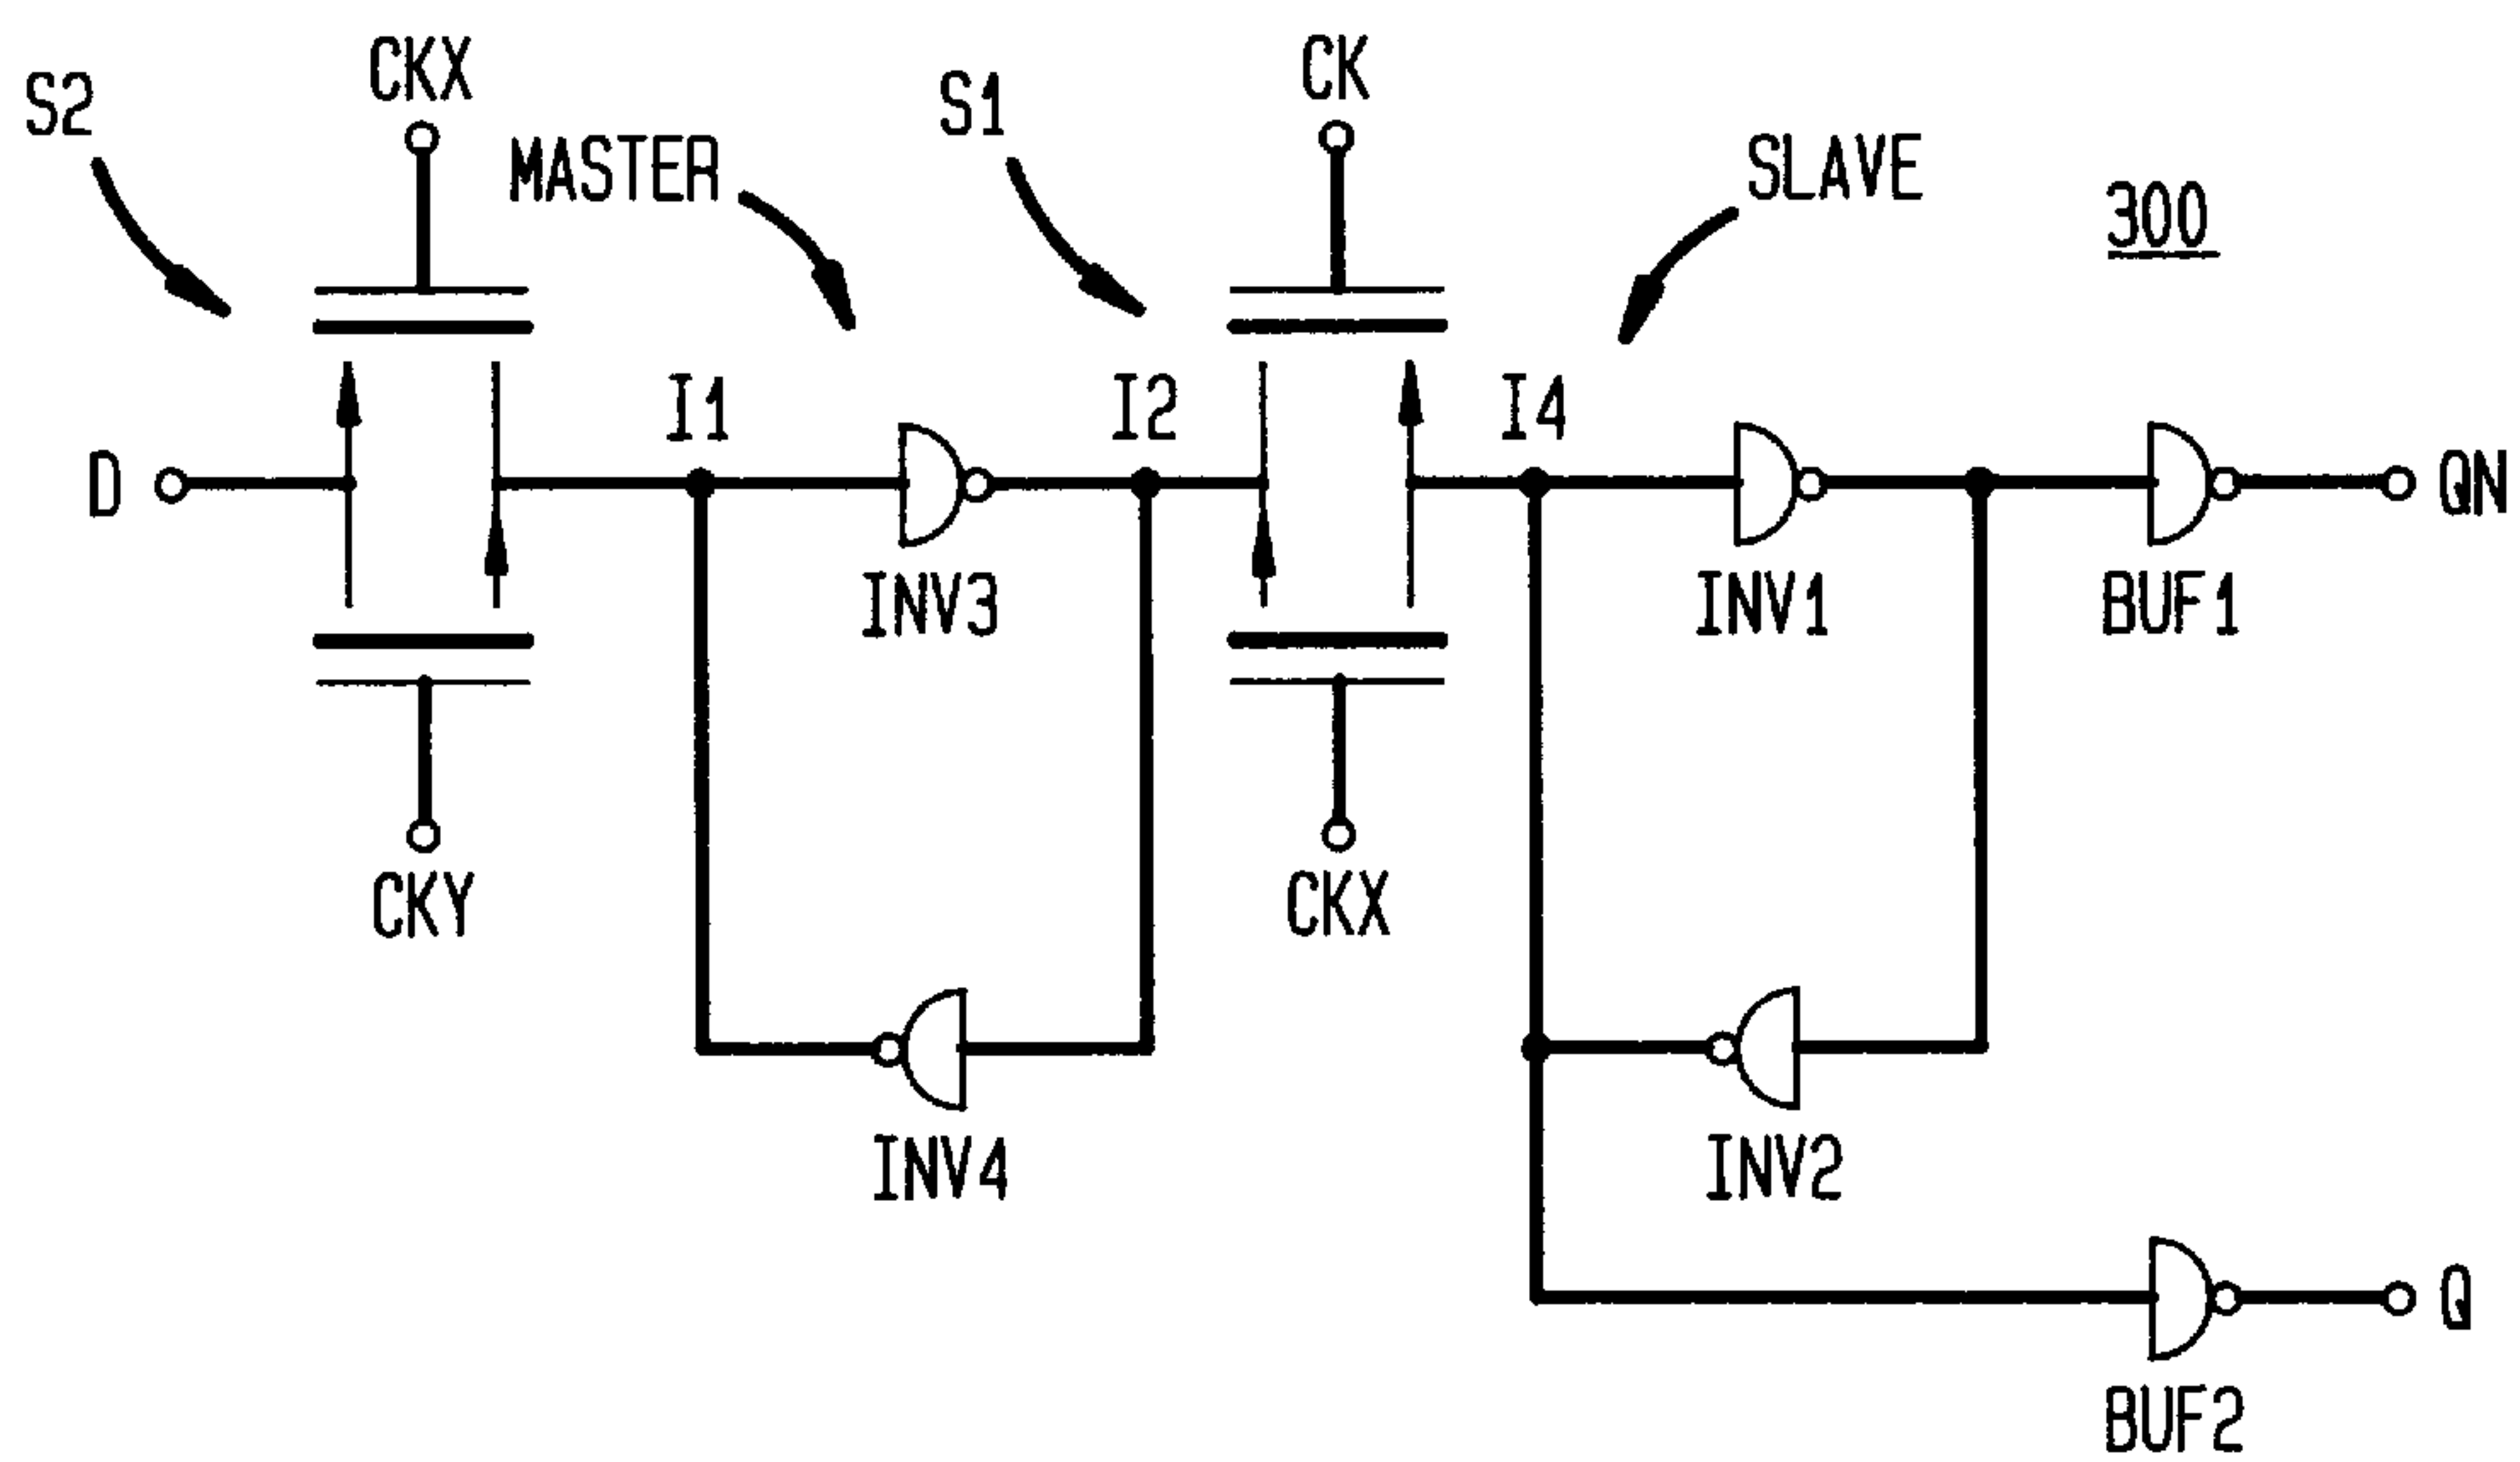 CKX
CK
S2
S1
MASTER
SLAVE
300
I1
I2
I4
D
QN
INV3
INV1
BUF1
CKY
CKX
INV4
INV2
Q
BUF2